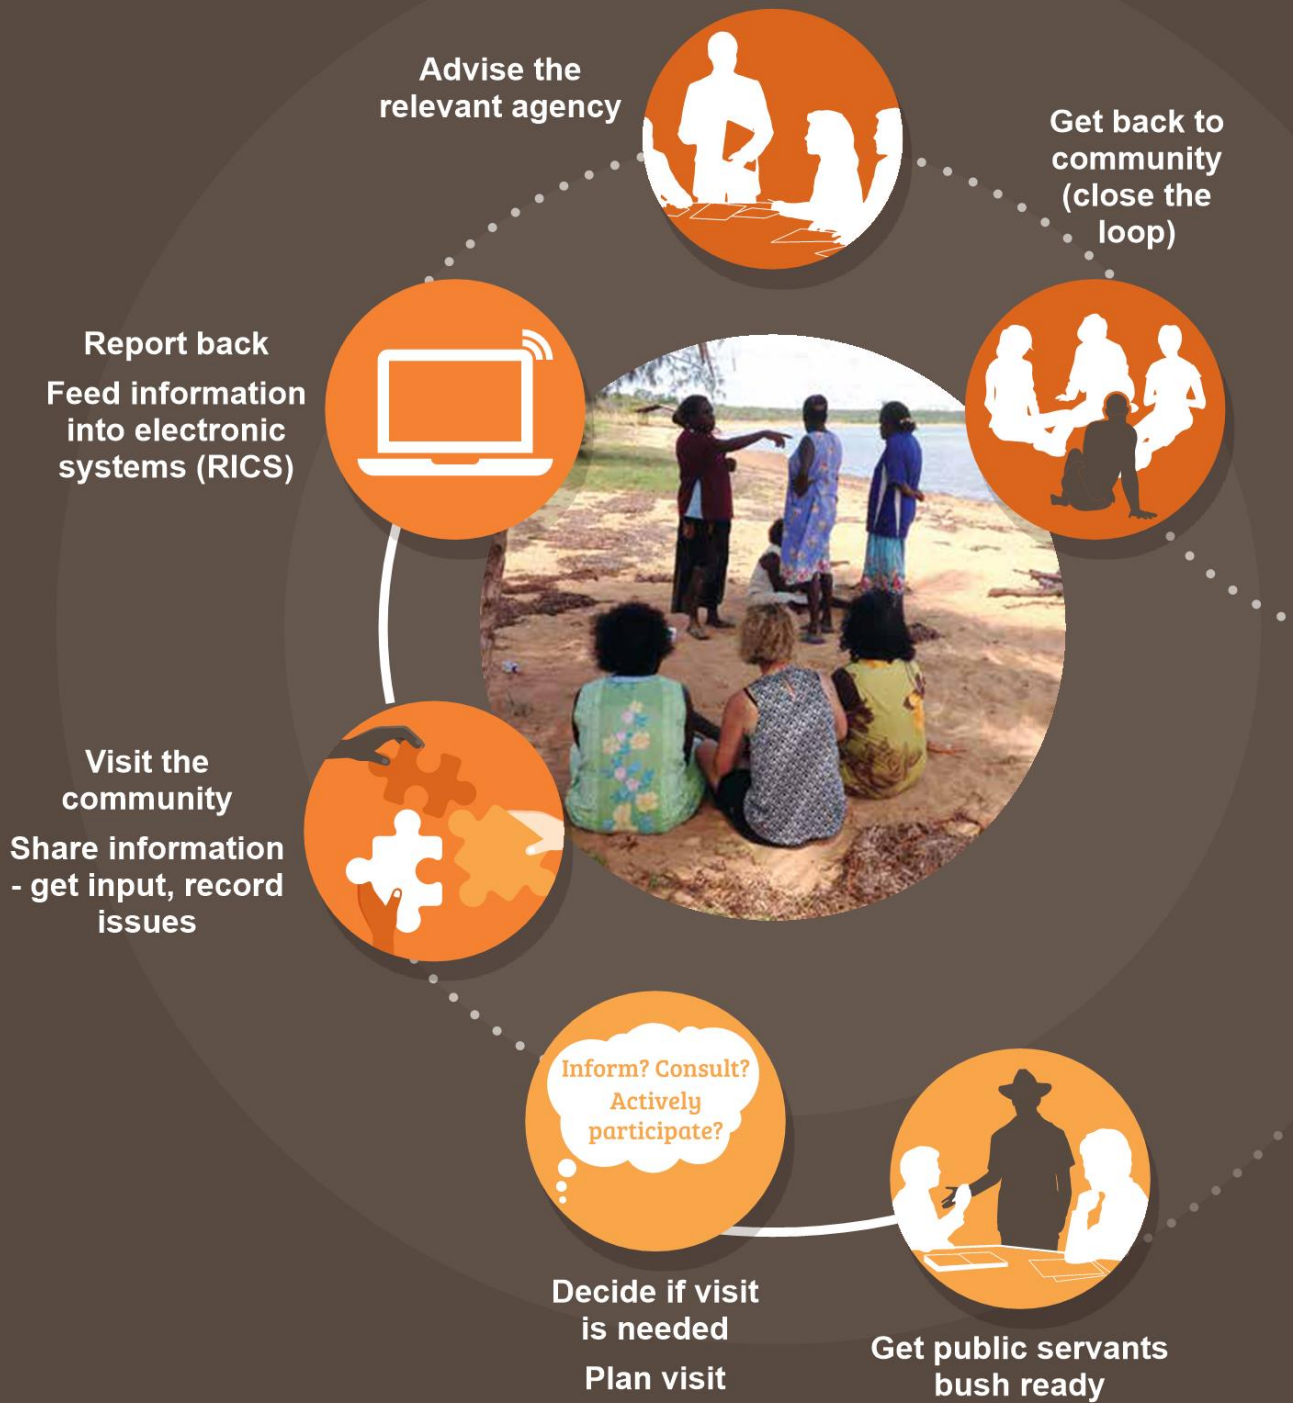 Advise the
relevant agency
Get back to
community
(close the
loop)
Report back
Feed information
into electronic
systems (RICS)
Visit the
community
Share information
- get input, record
issues
Inform? Consult?
Actively
participate?
Decide if visit
is needed
Plan visit
Get public servants
bush ready